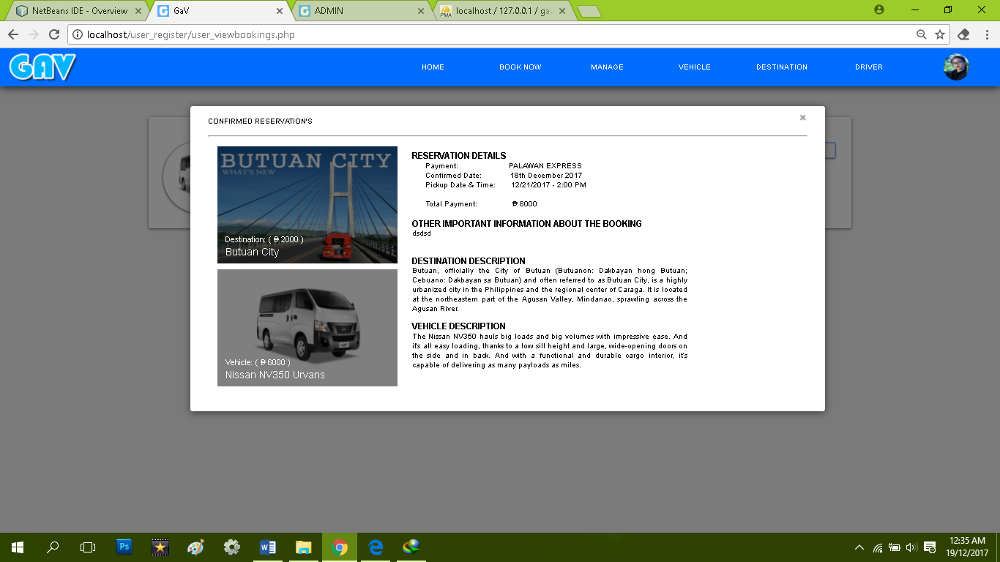 NetBeans IDE - Overview
GaV
ADMIN
localhost / 127.0.0.1 / gav
localhost/user_register/user_viewbookings.php
GAV
HOME
BOOK NOW
MANAGE
VEHICLE
DESTINATION
DRIVER
CONFIRMED RESERVATION'S
×
BUTUAN CITY
WHAT'S NEW
Destination: ( ₱ 2000 )
Butuan City
Vehicle: ( ₱ 6000 )
Nissan NV350 Urvans
RESERVATION DETAILS
Payment: PALAWAN EXPRESS
Confirmed Date: 18th December 2017
Pickup Date & Time: 12/21/2017 - 2:00 PM
Total Payment: ₱ 8000
OTHER IMPORTANT INFORMATION ABOUT THE BOOKING
dsdsd
DESTINATION DESCRIPTION
Butuan, officially the City of Butuan (Butuanon: Dakbayan hong Butuan;
Cebuano: Dakbayan sa Butuan) and often referred to as Butuan City, is a highly
urbanized city in the Philippines and the regional center of Caraga. It is located
at the northeastern part of the Agusan Valley, Mindanao, sprawling across the
Agusan River.
VEHICLE DESCRIPTION
The Nissan NV350 hauls big loads and big volumes with impressive ease. And
it's all easy loading, thanks to a low sill height and large, wide-opening doors on
the side and in back. And with a functional and durable cargo interior, it's
capable of delivering as many payloads as miles.
12:35 AM
19/12/2017